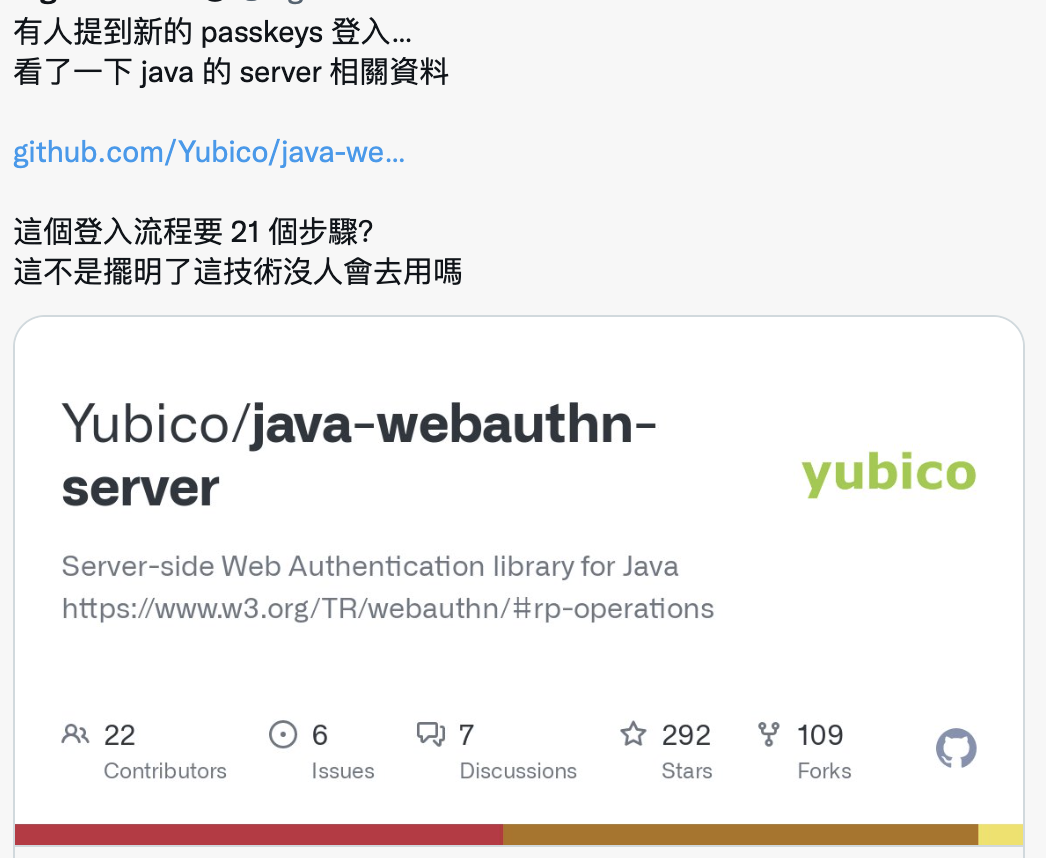 有人提到新的 passkeys 登入...
看了一下 java 的 server 相關資料
github.com/Yubico/java-we...
這個登入流程要 21 個步驟?
這不是擺明了這技術沒人會去用嗎
Yubico/java-webauthn-
server
yubico
Server-side Web Authentication library for Java
https://www.w3.org/TR/webauthn/#rp-operations
22 6 7 292 109
Contributors Issues Discussions Stars Forks